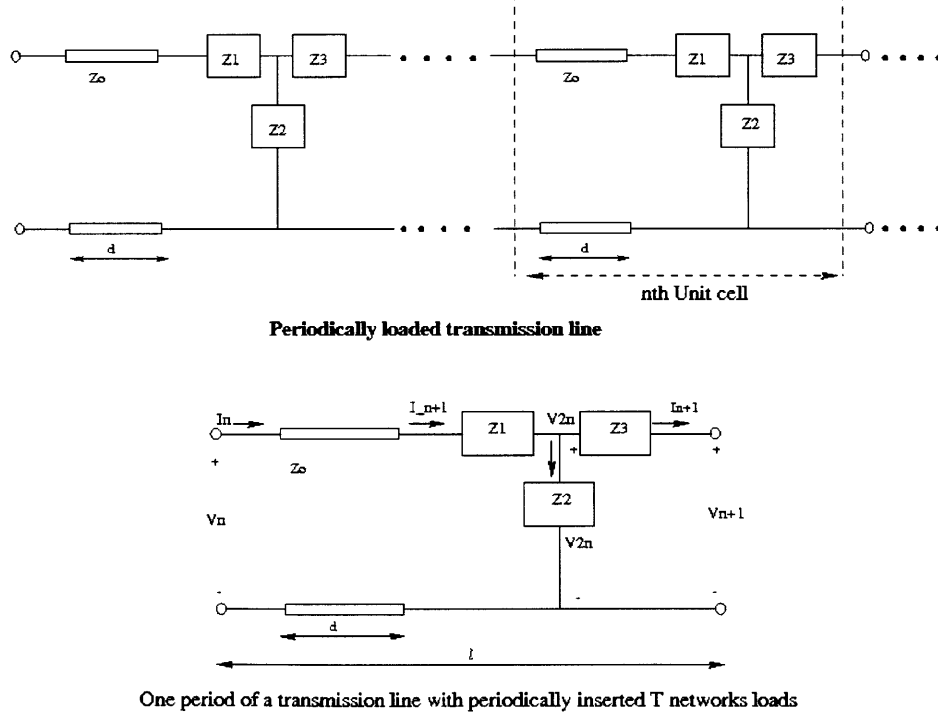 Z1 Z3 Z1 Z3
Zo Zo
Z2 Z2
d d
nth Unit cell
Periodically loaded transmission line
In I_n+1 V2n In+1
Z1 Z3
+ + +
Zo
Z2
Vn Vn+1
V2n
- - -
d
l
One period of a transmission line with periodically inserted T networks loads